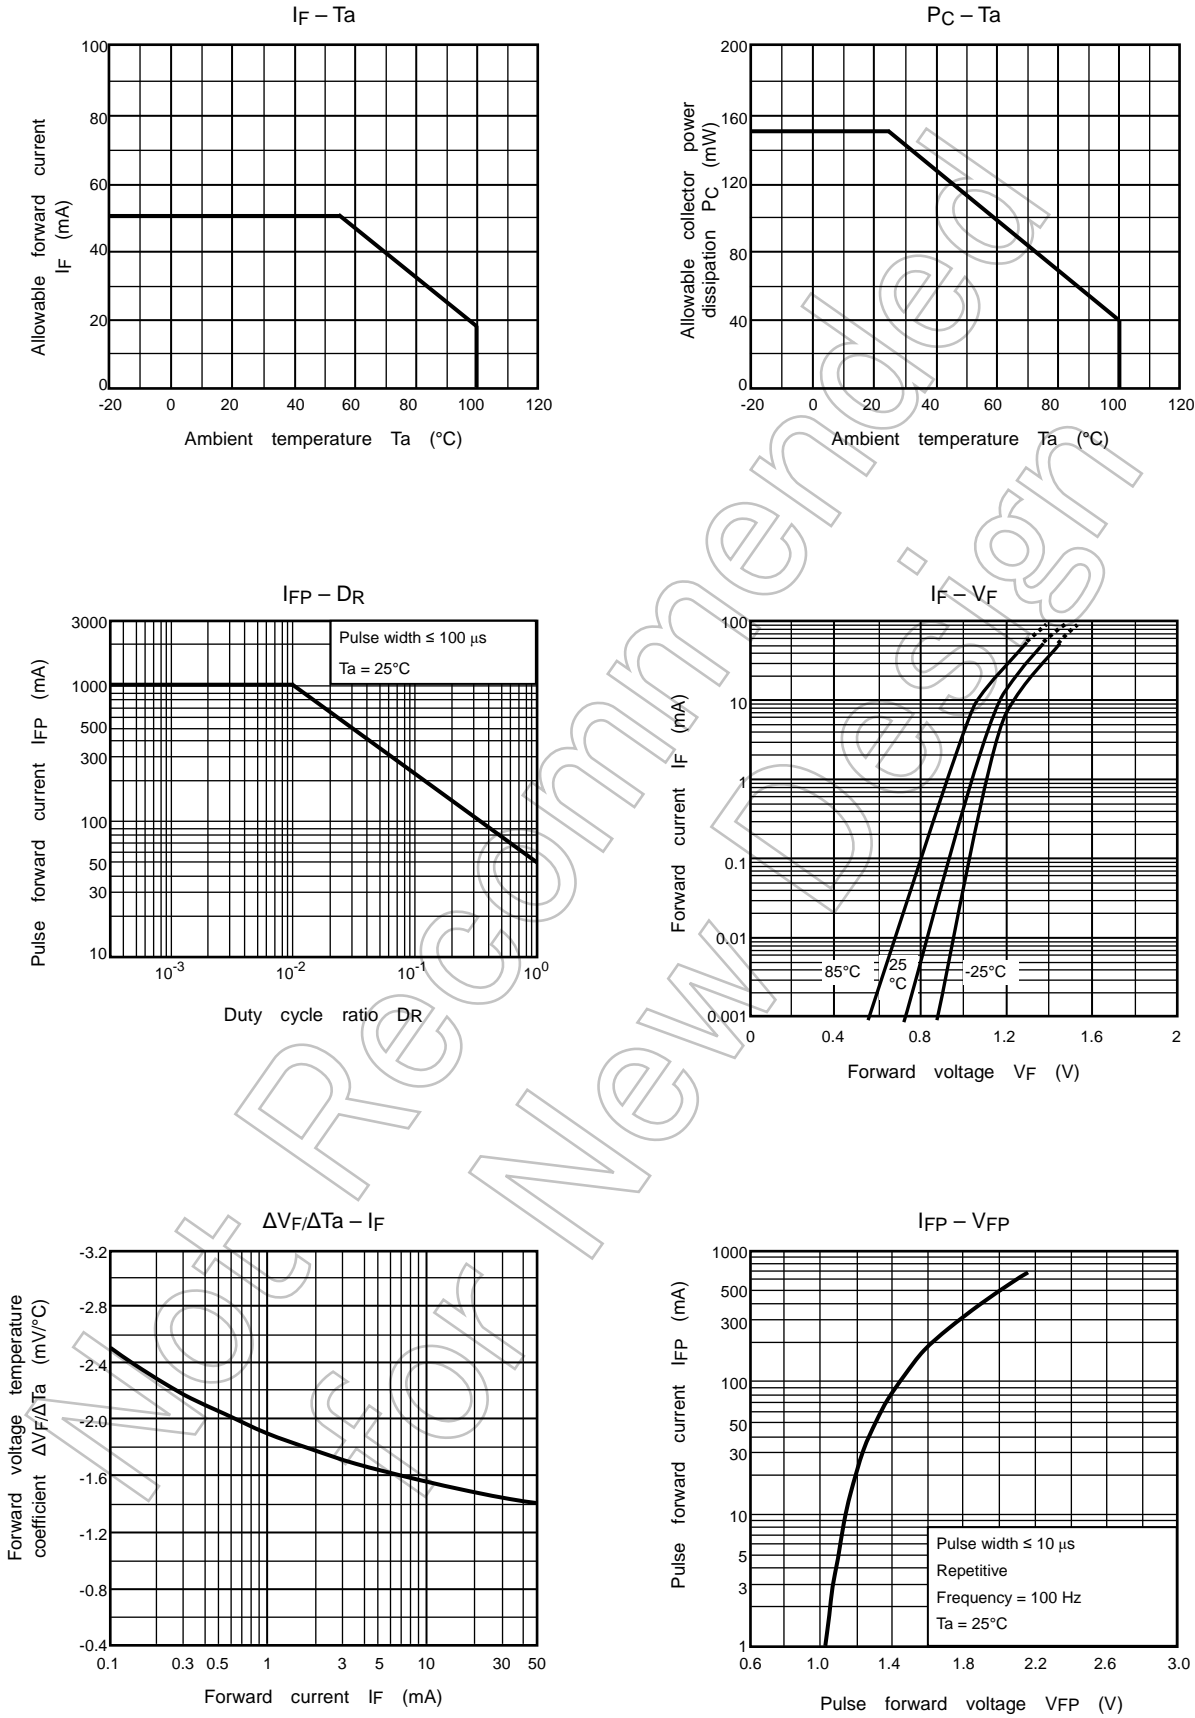 IF – Ta
100
80
60
40
20
0
-20 0 20 40 60 80 100 120
Allowable forward current
IF (mA)
Ambient temperature Ta (°C)
PC – Ta
200
160
120
80
40
0
-20 0 20 40 60 80 100 120
Allowable collector power
dissipation PC (mW)
Ambient temperature Ta (°C)
IFP – DR
3000
1000
500
300
100
50
30
10
Pulse width ≤ 100 μs
Ta = 25°C
10-3 10-2 10-1 100
Pulse forward current IFP (mA)
Duty cycle ratio DR
IF – VF
100
10
1
0.1
0.01
0.001
85°C
25
°C
-25°C
0 0.4 0.8 1.2 1.6 2
Forward current IF (mA)
Forward voltage VF (V)
ΔVF/ΔTa – IF
-3.2
-2.8
-2.4
-2.0
-1.6
-1.2
-0.8
-0.4
0.1 0.3 0.5 1 3 5 10 30 50
Forward voltage temperature
coefficient ΔVF/ΔTa (mV/°C)
Forward current IF (mA)
IFP – VFP
1000
500
300
100
50
30
10
5
3
1
Pulse width ≤ 10 μs
Repetitive
Frequency = 100 Hz
Ta = 25°C
0.6 1.0 1.4 1.8 2.2 2.6 3.0
Pulse forward current IFP (mA)
Pulse forward voltage VFP (V)
Not Recommended
for New Design